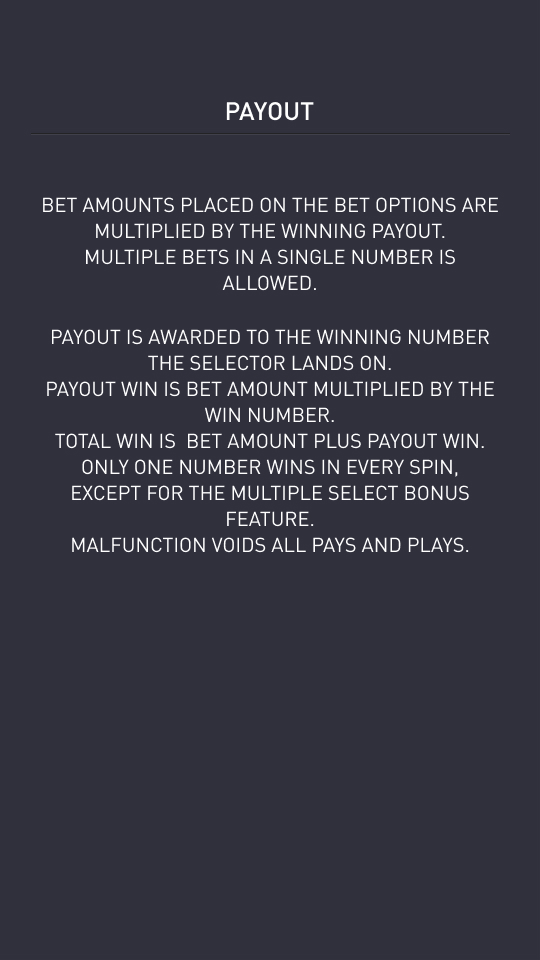 PAYOUT
BET AMOUNTS PLACED ON THE BET OPTIONS ARE
MULTIPLIED BY THE WINNING PAYOUT.
MULTIPLE BETS IN A SINGLE NUMBER IS
ALLOWED.
PAYOUT IS AWARDED TO THE WINNING NUMBER
THE SELECTOR LANDS ON.
PAYOUT WIN IS BET AMOUNT MULTIPLIED BY THE
WIN NUMBER.
TOTAL WIN IS  BET AMOUNT PLUS PAYOUT WIN.
ONLY ONE NUMBER WINS IN EVERY SPIN,
EXCEPT FOR THE MULTIPLE SELECT BONUS
FEATURE.
MALFUNCTION VOIDS ALL PAYS AND PLAYS.